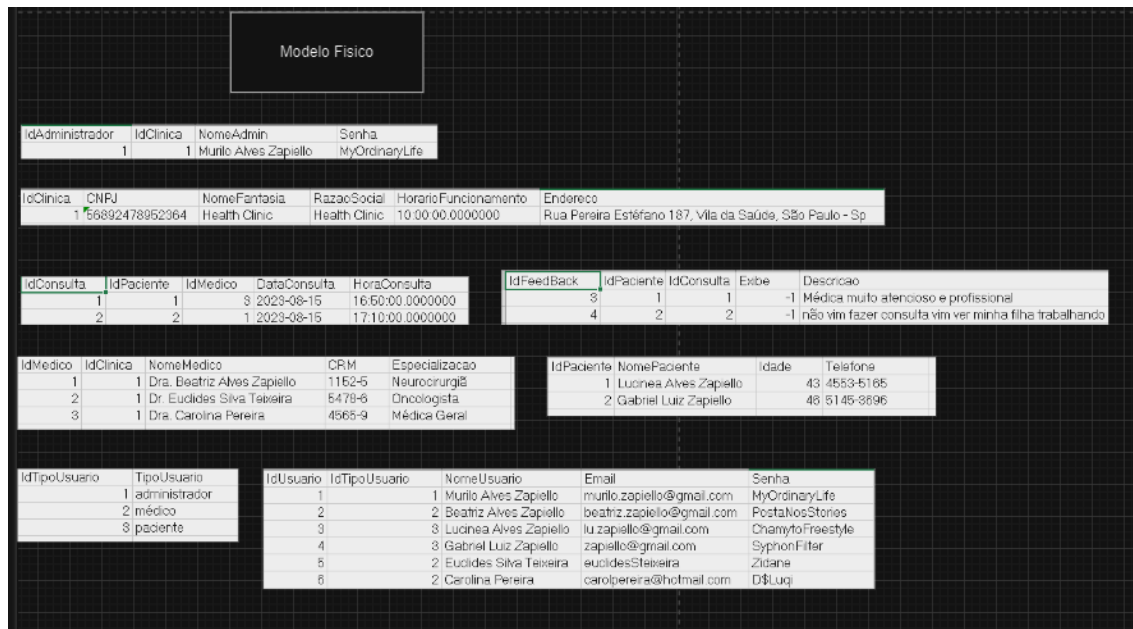 Modelo Fisico
IdAdministrador IdClinica NomeAdmin Senha
1 1 Murilo Alves Zapiello MyOrdinaryLife
IdClinica CNPJ NomeFantasia RazaoSocial HorarioFuncionamento Endereco
1 56892478952364 Health Clinic Health Clinic 10:00:00.0000000 Rua Pereira Estéfano 187, Vila da Saúde, São Paulo - Sp
IdConsulta IdPaciente IdMedico DataConsulta HoraConsulta
1 1 3 2023-08-15 16:50:00.0000000
2 2 1 2023-08-15 17:10:00.0000000
IdFeedBack IdPaciente IdConsulta Exibe Descricao
3 1 1 -1 Médica muito atencioso e profissional
4 2 2 -1 não vim fazer consulta vim ver minha filha trabalhando
IdMedico IdClinica NomeMedico CRM Especializacao
1 1 Dra. Beatriz Alves Zapiello 1152-5 Neurocirurgiã
2 1 Dr. Euclides Silva Teixeira 5478-6 Oncologista
3 1 Dra. Carolina Pereira 4565-9 Médica Geral
IdPaciente NomePaciente Idade Telefone
1 Lucinea Alves Zapiello 43 4553-5165
2 Gabriel Luiz Zapiello 46 5145-3696
IdTipoUsuario TipoUsuario
1 administrador
2 médico
3 paciente
IdUsuario IdTipoUsuario NomeUsuario Email Senha
1 1 Murilo Alves Zapiello murilo.zapiello@gmail.com MyOrdinaryLife
2 2 Beatriz Alves Zapiello beatriz.zapiello@gmail.com PostaNosStories
3 3 Lucinea Alves Zapiello lu.zapiello@gmail.com ChamytoFreestyle
4 3 Gabriel Luiz Zapiello zapiello@gmail.com SyphonFilter
5 2 Euclides Silva Teixeira euclidesSteixeira Zidane
6 2 Carolina Pereira carolpereira@hotmail.com D$Luqi